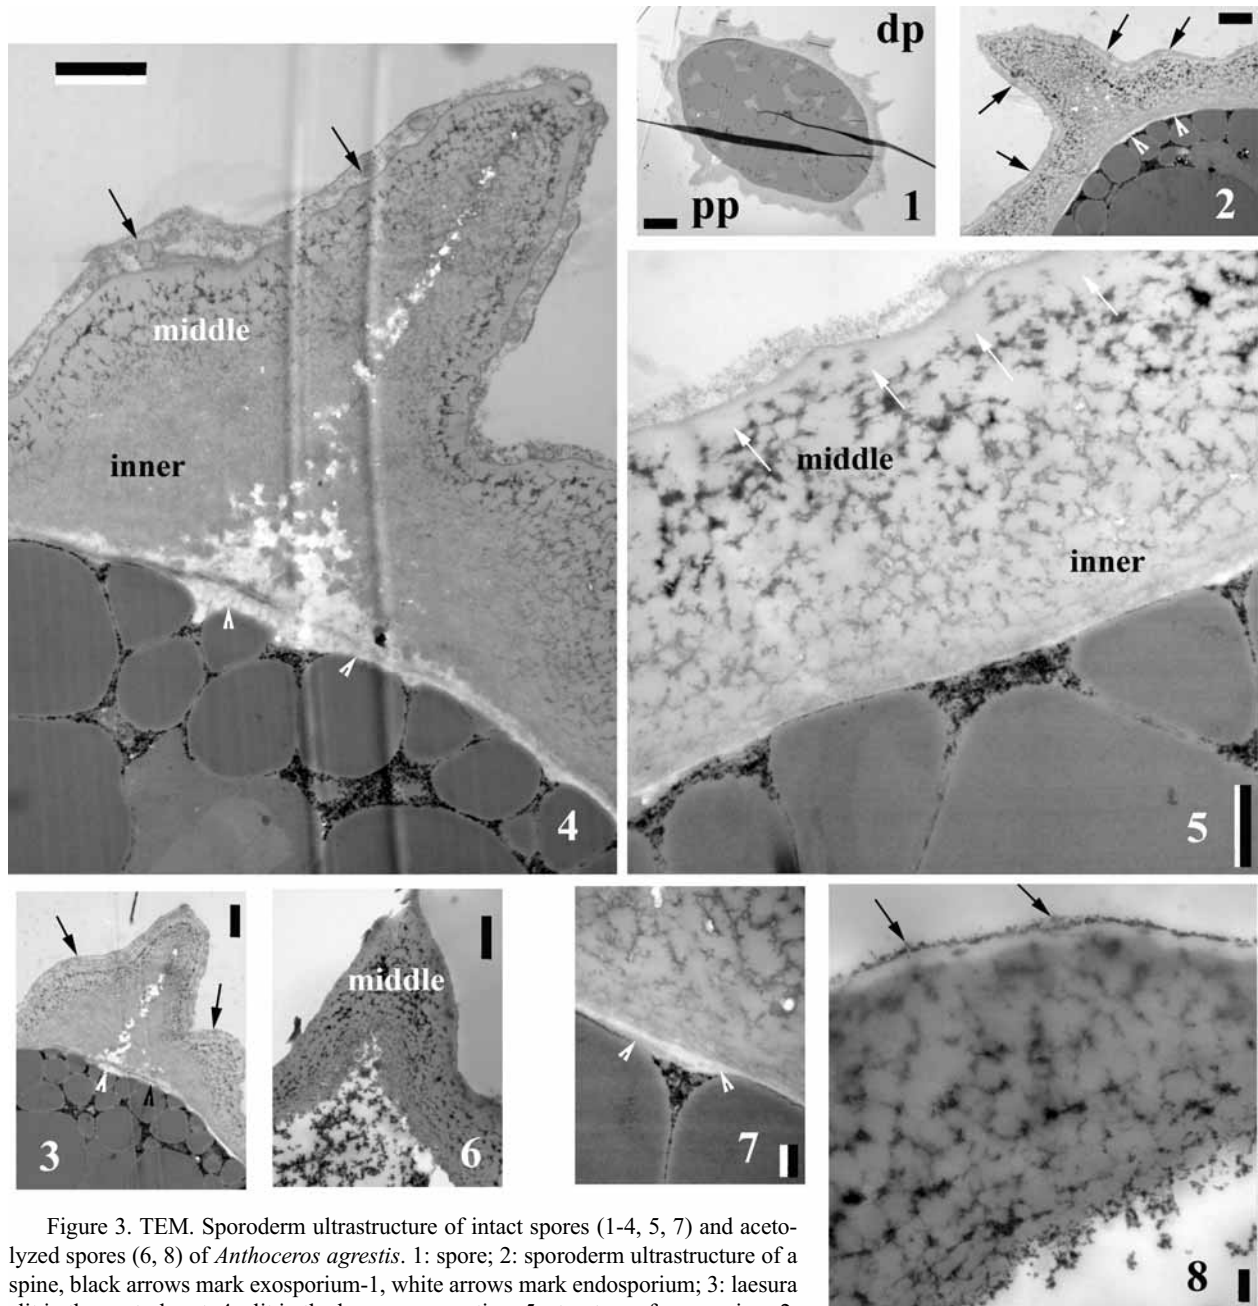 dp
pp
1
2
middle
inner
4
middle
inner
5
3
middle
6
7
8
Figure 3. TEM. Sporoderm ultrastructure of intact spores (1-4, 5, 7) and aceto-
lyzed spores (6, 8) of Anthoceros agrestis. 1: spore; 2: sporoderm ultrastructure of a
spine, black arrows mark exosporium-1, white arrows mark endosporium; 3: laesura